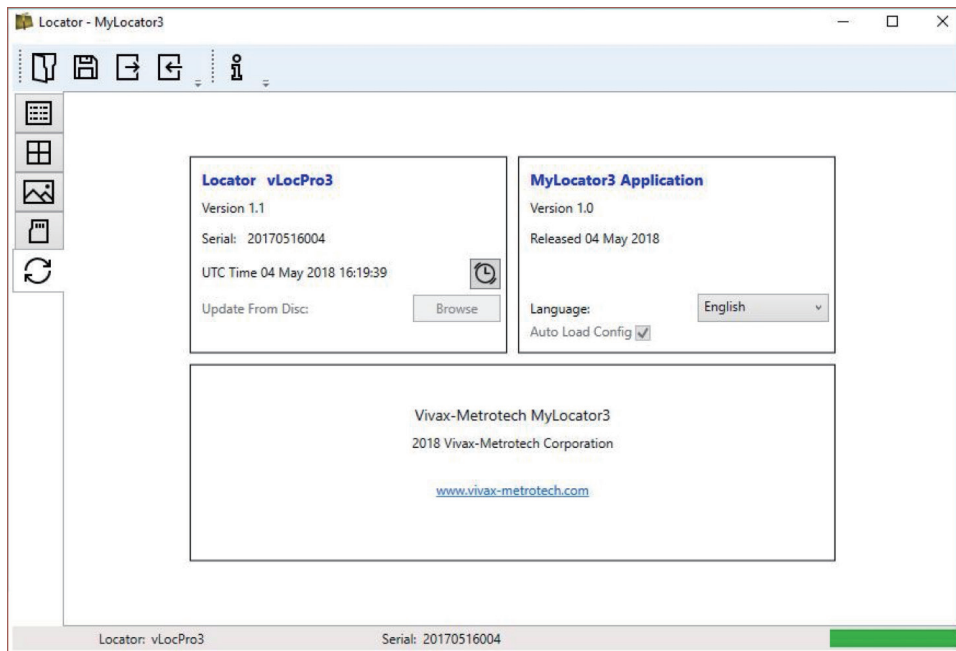 Locator - MyLocator3
Locator vLocPro3
Version 1.1
Serial: 20170516004
UTC Time 04 May 2018 16:19:39
Update From Disc: Browse
MyLocator3 Application
Version 1.0
Released 04 May 2018
Language: English
Auto Load Config
Vivax-Metrotech MyLocator3
2018 Vivax-Metrotech Corporation
www.vivax-metrotech.com
Locator: vLocPro3 Serial: 20170516004